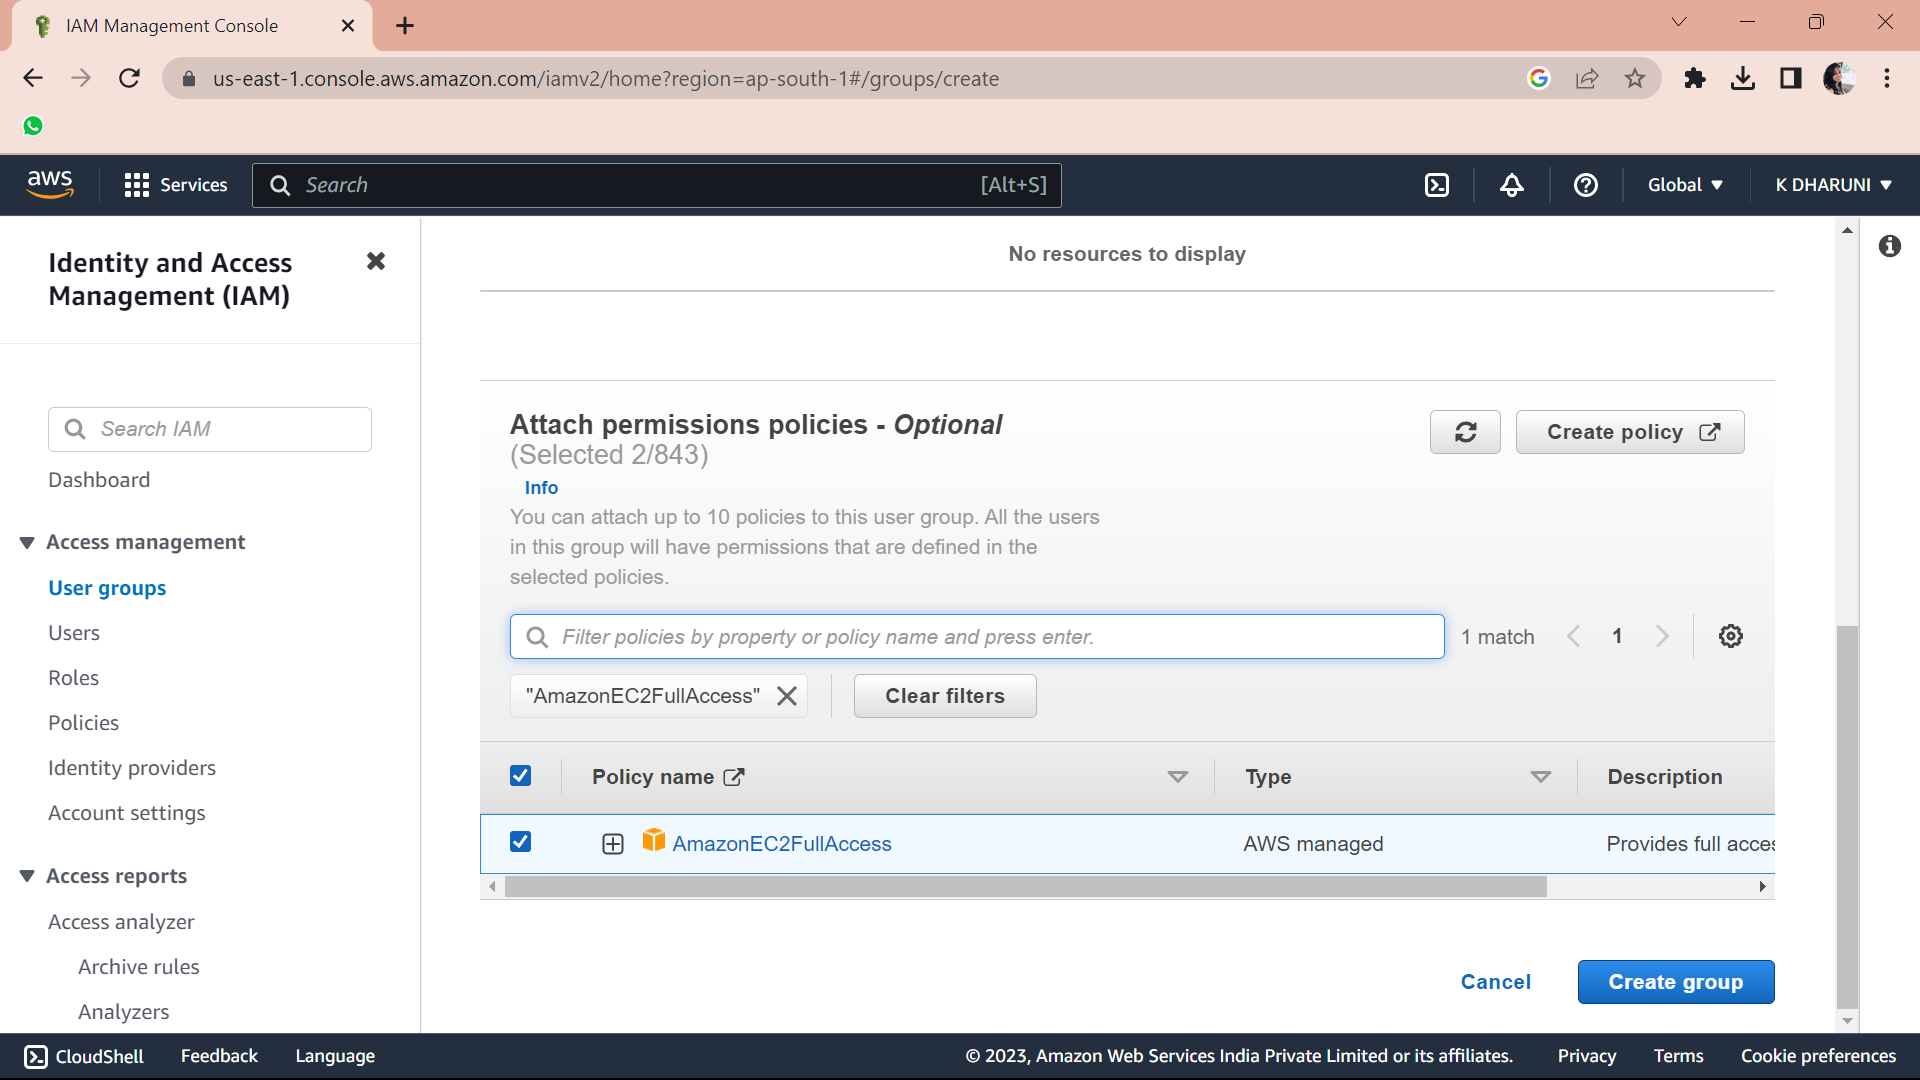 IAM Management Console
us-east-1.console.aws.amazon.com/iamv2/home?region=ap-south-1#/groups/create
aws
Services
Search
[Alt+S]
Global
K DHARUNI
Identity and Access
Management (IAM)
Search IAM
Dashboard
Access management
User groups
Users
Roles
Policies
Identity providers
Account settings
Access reports
Access analyzer
Archive rules
Analyzers
No resources to display
Attach permissions policies - Optional
(Selected 2/843)
Info
Create policy
You can attach up to 10 policies to this user group. All the users
in this group will have permissions that are defined in the
selected policies.
Filter policies by property or policy name and press enter.
1 match
1
"AmazonEC2FullAccess"
Clear filters
Policy name
Type
Description
AmazonEC2FullAccess
AWS managed
Provides full acces
Cancel
Create group
CloudShell
Feedback
Language
© 2023, Amazon Web Services India Private Limited or its affiliates.
Privacy
Terms
Cookie preferences